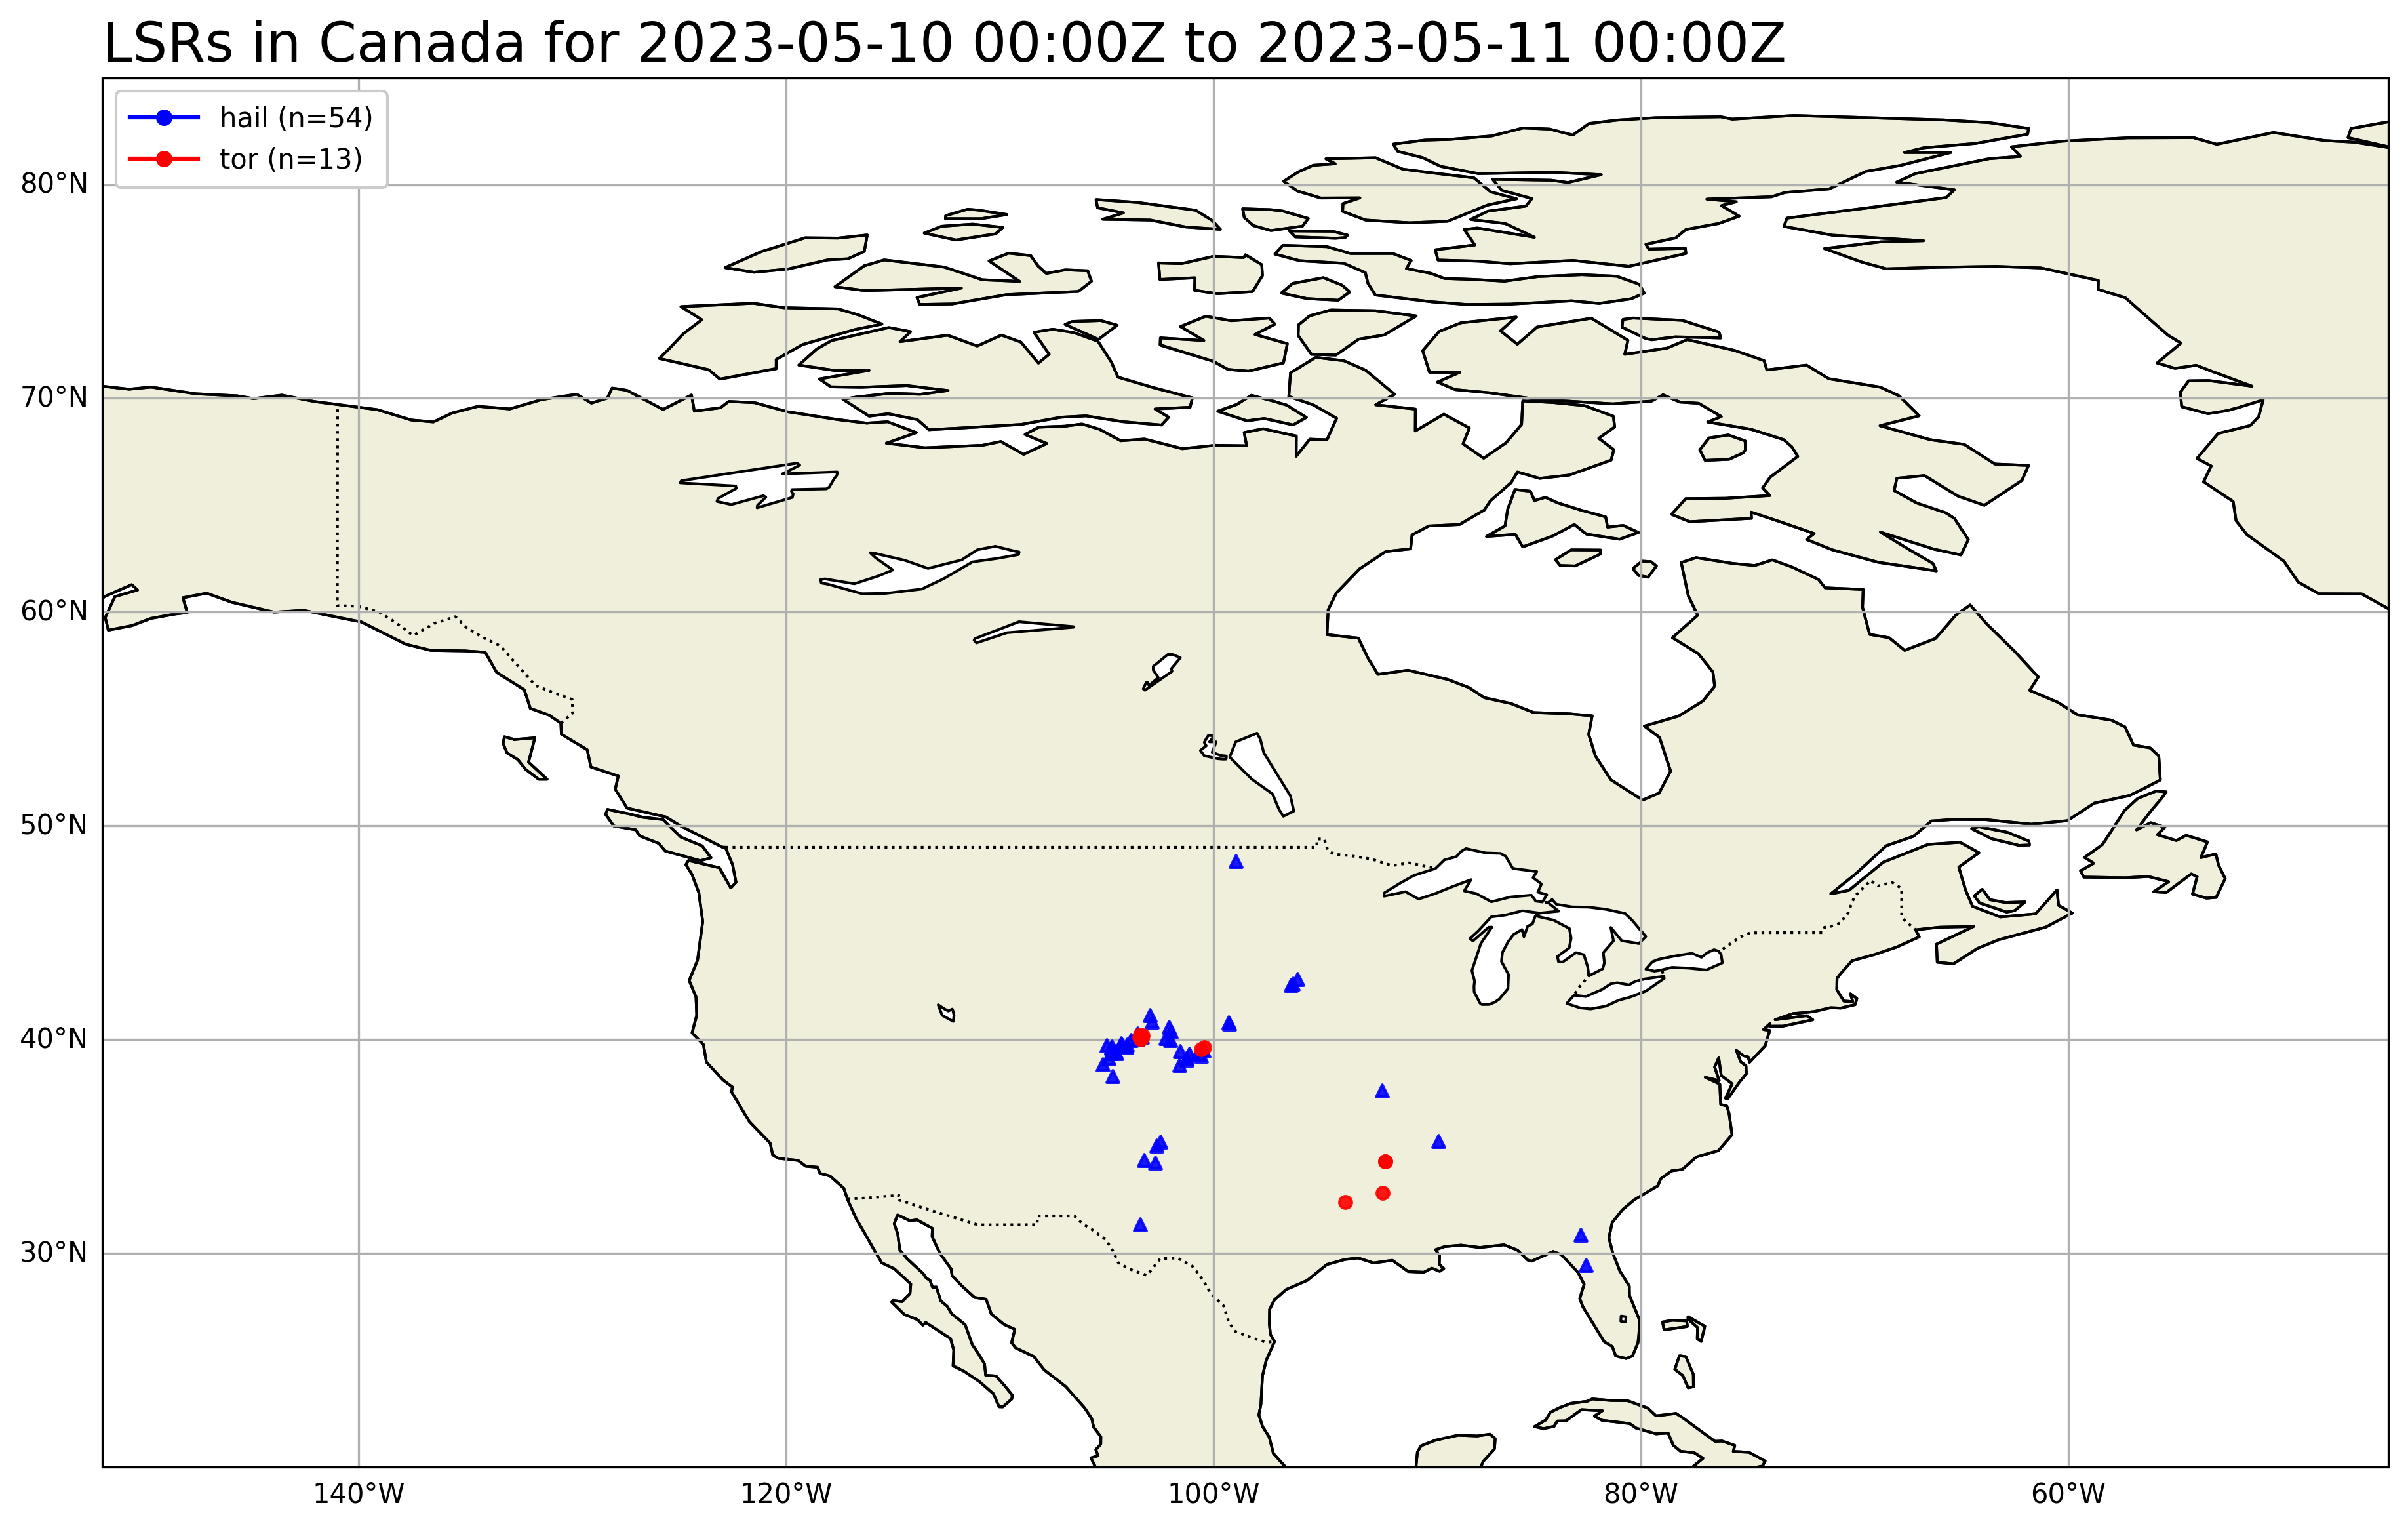 LSRs in Canada for 2023-05-10 00:00Z to 2023-05-11 00:00Z
hail (n=54)
tor (n=13)
80°N
70°N
60°N
50°N
40°N
30°N
140°W 120°W 100°W 80°W 60°W